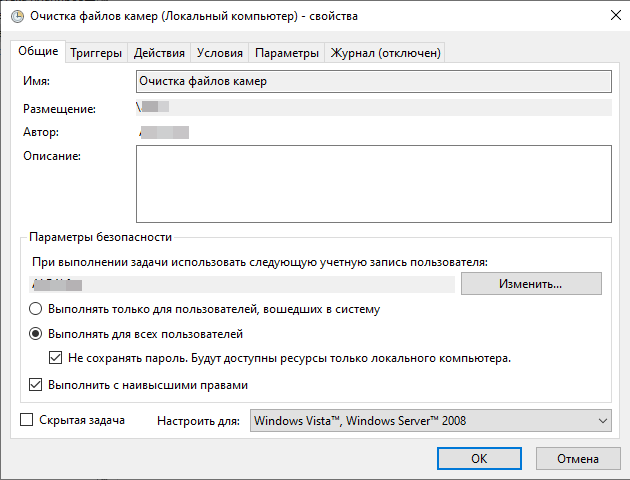 Очистка файлов камер (Локальный компьютер) - свойства
Общие Триггеры Действия Условия Параметры Журнал (отключен)
Имя: Очистка файлов камер
Размещение: \
Автор:
Описание:
Параметры безопасности
При выполнении задачи использовать следующую учетную запись пользователя:
Изменить...
Выполнять только для пользователей, вошедших в систему
Выполнять для всех пользователей
Не сохранять пароль. Будут доступны ресурсы только локального компьютера.
Выполнить с наивысшими правами
Скрытая задача Настроить для: Windows Vista™, Windows Server™ 2008
OK Отмена